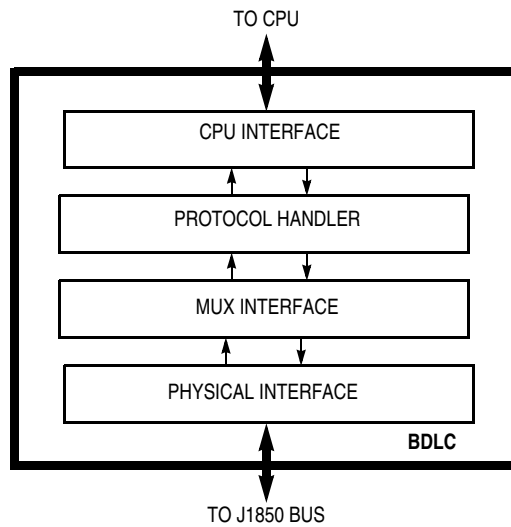 TO CPU
CPU INTERFACE
PROTOCOL HANDLER
MUX INTERFACE
PHYSICAL INTERFACE
BDLC
TO J1850 BUS